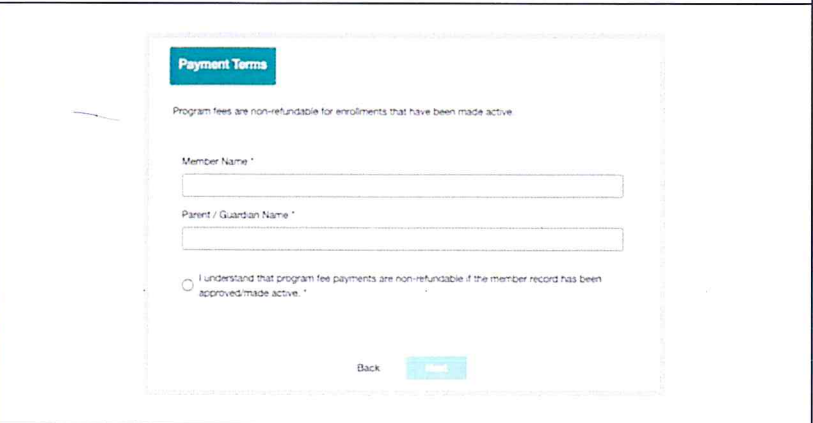 Payment Terms
Program fees are non-refundable for enrollments that have been made active.
Member Name *
Parent / Guardian Name *
I understand that program fee payments are non-refundable if the member record has been
approved/made active. *
Back
Next